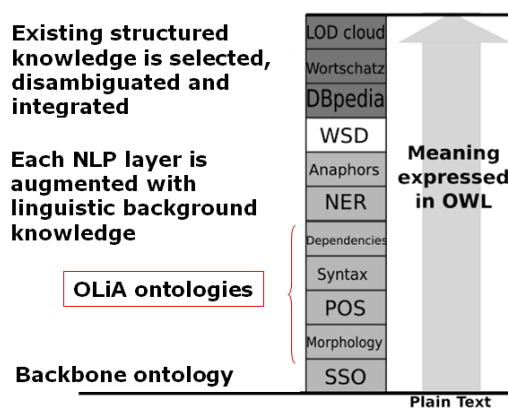 Existing structured
knowledge is selected,
disambiguated and
integrated
Each NLP layer is
augmented with
linguistic background
knowledge
OLiA ontologies
Backbone ontology
LOD cloud
Wortschatz
DBpedia
WSD
Anaphors
NER
Dependencies
Syntax
POS
Morphology
SSO
Meaning
expressed
in OWL
Plain Text